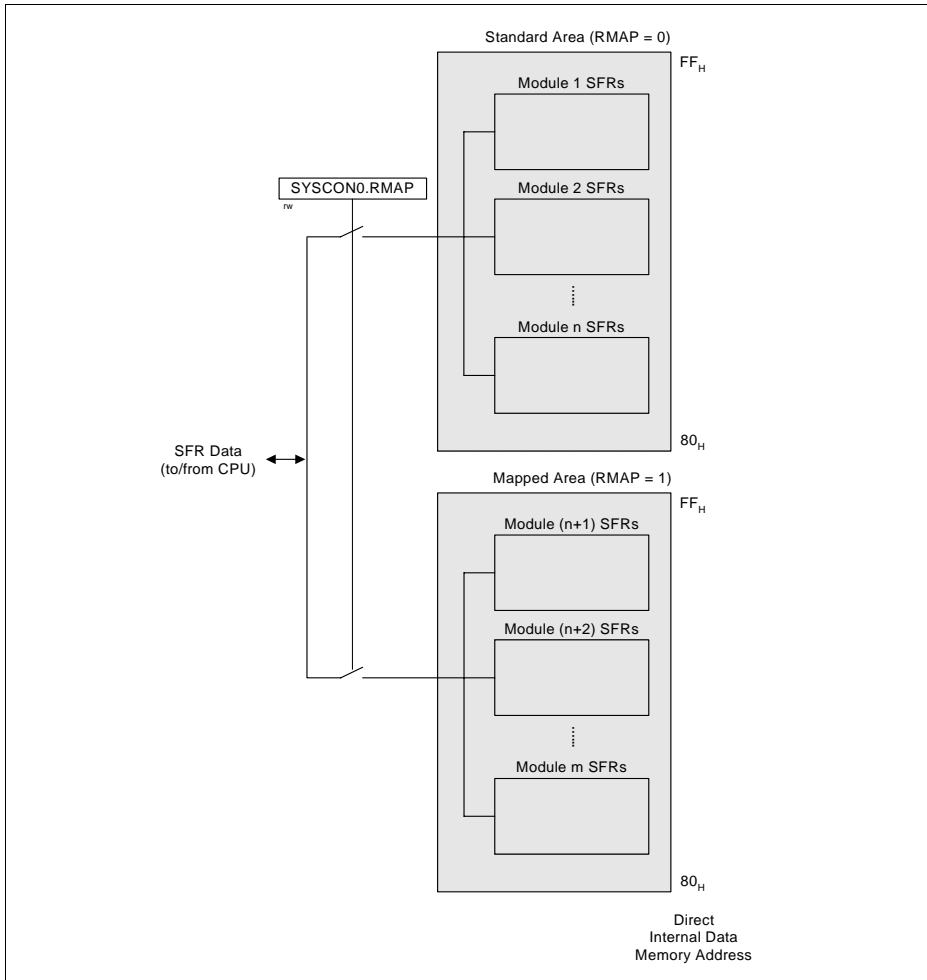 Standard Area (RMAP = 0)
FFH
Module 1 SFRs
SYSCON0.RMAP
rw
Module 2 SFRs
Module n SFRs
80H
SFR Data
(to/from CPU)
Mapped Area (RMAP = 1)
FFH
Module (n+1) SFRs
Module (n+2) SFRs
Module m SFRs
80H
Direct
Internal Data
Memory Address